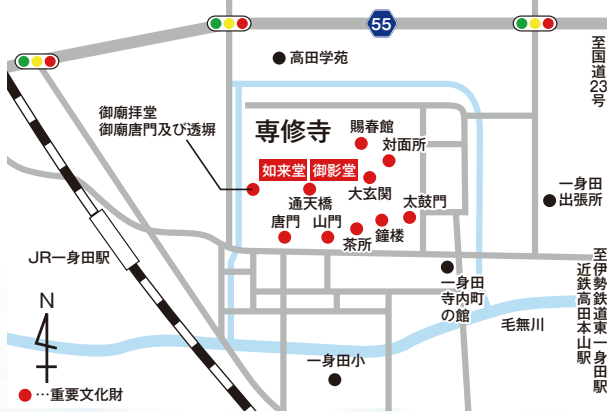 55
高田学苑
至国道23号
御廟拝堂
御廟唐門及び透塀
専修寺
賜春館
対面所
如来堂
御影堂
大玄関
通天橋
太鼓門
唐門
山門
茶所
鐘楼
一身田
出張所
JR一身田駅
一身田
寺内町
の館
至伊勢鉄道東一身田駅
近鉄高田本山駅
毛無川
N
一身田小
…重要文化財